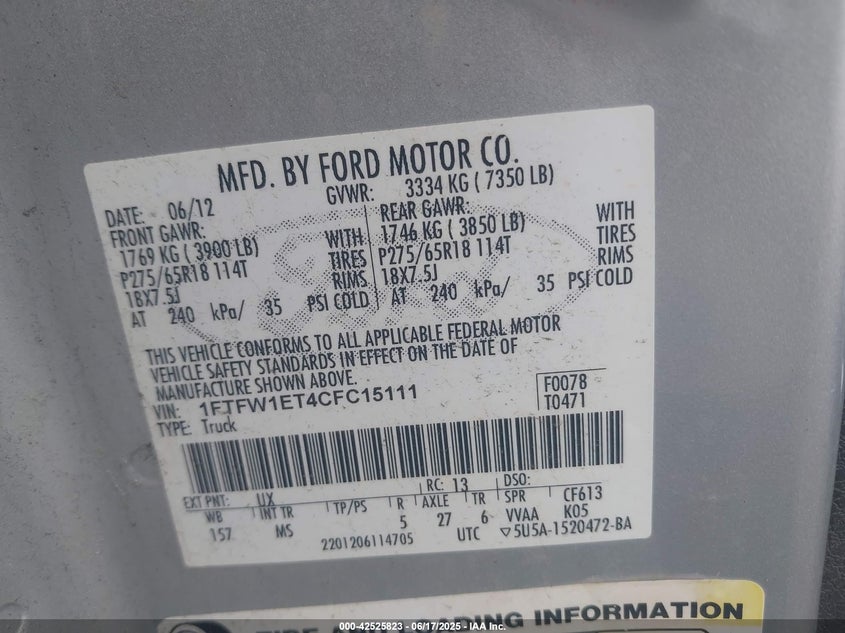 MFD. BY FORD MOTOR CO.
DATE: 06/12 GVWR: 3334 KG ( 7350 LB)
FRONT GAWR: REAR GAWR:
1769 KG ( 3900 LB) WITH 1746 KG ( 3850 LB) WITH
P275/65R18 114T TIRES P275/65R18 114T TIRES
18X7.5J RIMS 18X7.5J RIMS
AT 240 kPa/ 35 PSI COLD AT 240 kPa/ 35 PSI COLD
THIS VEHICLE CONFORMS TO ALL APPLICABLE FEDERAL MOTOR
VEHICLE SAFETY STANDARDS IN EFFECT ON THE DATE OF
MANUFACTURE SHOWN ABOVE.
VIN: 1FTFW1ET4CFC15111 F0078
TYPE: Truck T0471
EXT PNT: UX RC: 13 DSO:
WB INT TR TP/PS R AXLE TR SPR CF613
157 MS 5 27 6 VVAA K05
2201206114705 UTC ▽5U5A-1520472-BA
INFORMATION
000-42525823 - 06/17/2025 - IAA Inc.